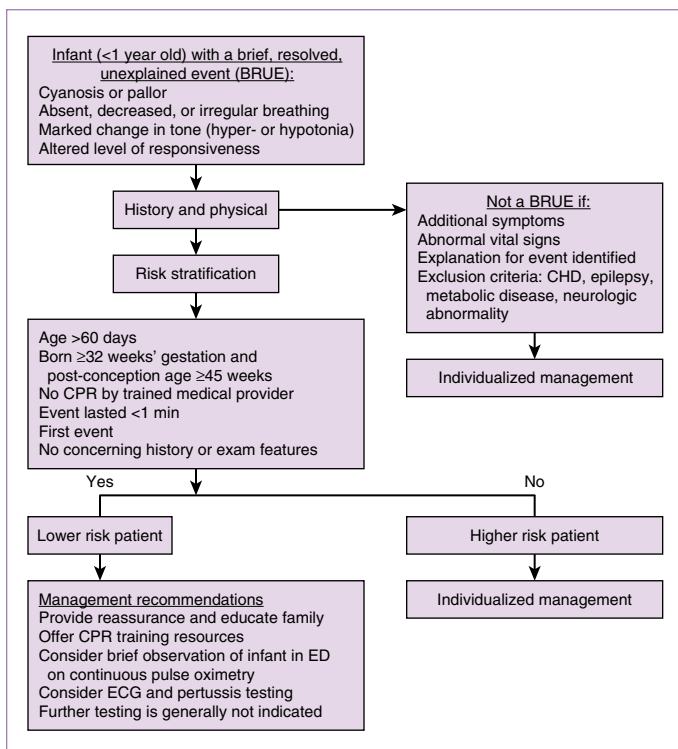 Infant (<1 year old) with a brief, resolved,
unexplained event (BRUE):
Cyanosis or pallor
Absent, decreased, or irregular breathing
Marked change in tone (hyper- or hypotonia)
Altered level of responsiveness
History and physical
Not a BRUE if:
Additional symptoms
Abnormal vital signs
Explanation for event identified
Exclusion criteria: CHD, epilepsy,
metabolic disease, neurologic
abnormality
Individualized management
Risk stratification
Age >60 days
Born ≥32 weeks’ gestation and
post-conception age ≥45 weeks
No CPR by trained medical provider
Event lasted <1 min
First event
No concerning history or exam features
Yes
No
Lower risk patient
Higher risk patient
Management recommendations
Provide reassurance and educate family
Offer CPR training resources
Consider brief observation of infant in ED
on continuous pulse oximetry
Consider ECG and pertussis testing
Further testing is generally not indicated
Individualized management